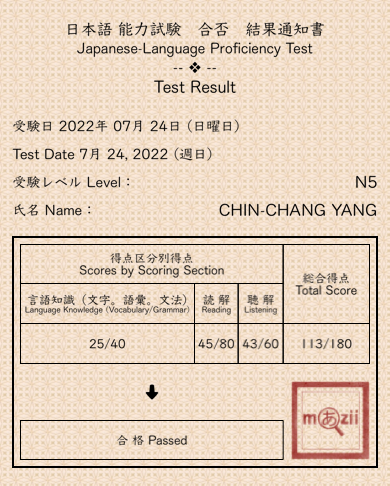 日本語 能力試験　合否　結果通知書
Japanese-Language Proficiency Test
-- ❖ --
Test Result
受験日 2022年 07月 24日 (日曜日)
Test Date 7月 24, 2022 (週日)
受験レベル Level： N5
氏名 Name： CHIN-CHANG YANG
得点区分別得点
Scores by Scoring Section
総合得点
Total Score
言語知識（文字。語彙。文法）
Language Knowledge (Vocabulary/Grammar)
読 解
Reading
聴 解
Listening
25/40 45/80 43/60 113/180
合 格 Passed
mあzii